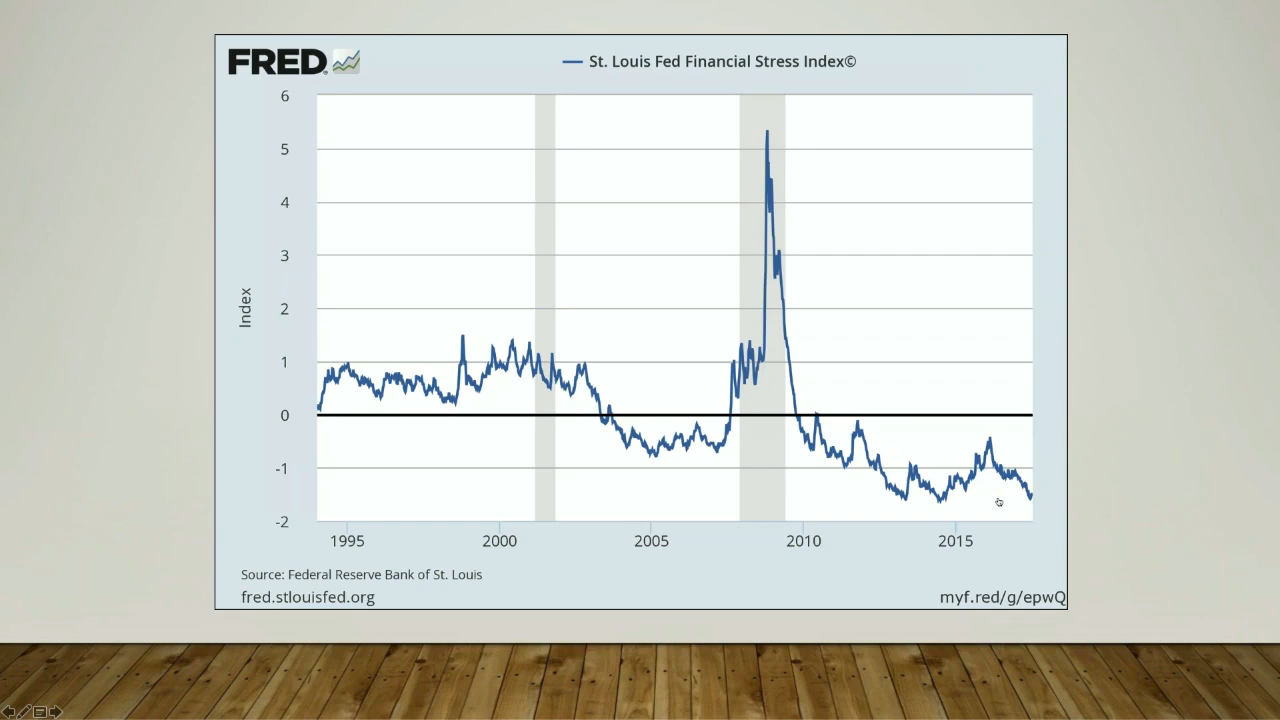 FRED
St. Louis Fed Financial Stress Index©
6
5
4
3
2
1
0
-1
-2
Index
1995 2000 2005 2010 2015
Source: Federal Reserve Bank of St. Louis
fred.stlouisfed.org myf.red/g/epwQ